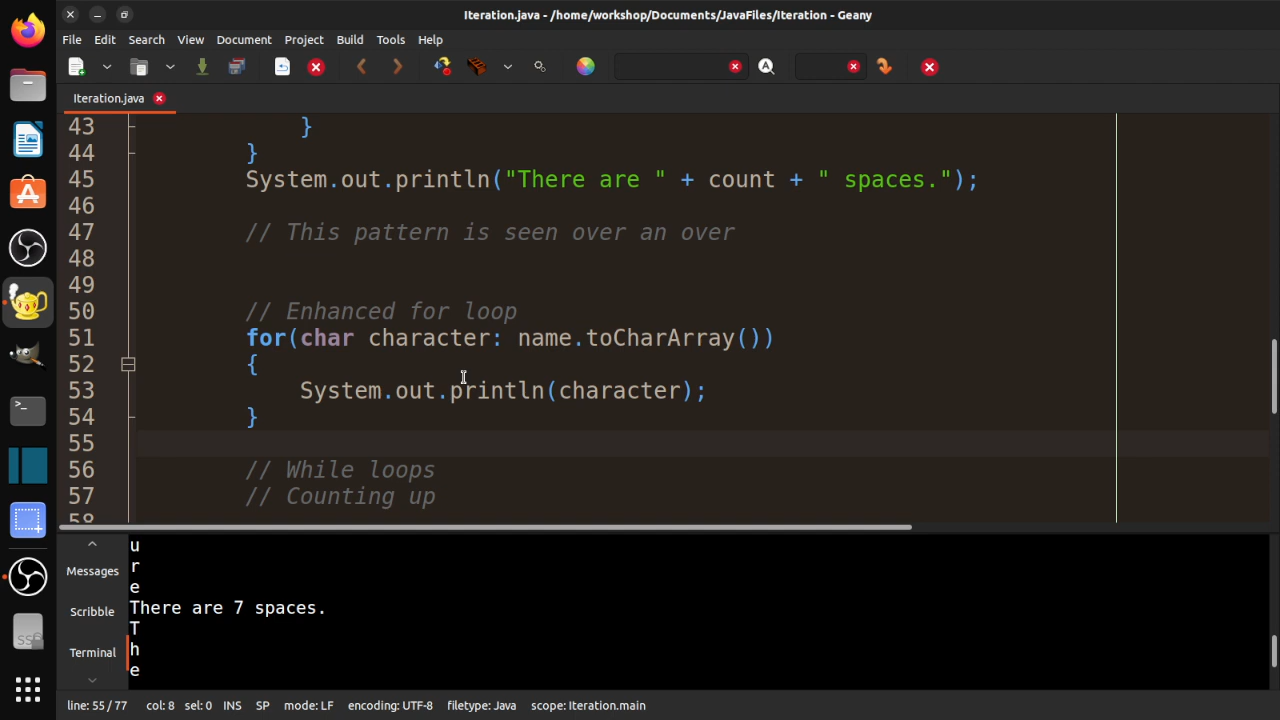 Iteration.java - /home/workshop/Documents/JavaFiles/Iteration - Geany
File Edit Search View Document Project Build Tools Help
Iteration.java
43 }
44 }
45 System.out.println("There are " + count + " spaces.");
46
47 // This pattern is seen over an over
48
49
50 // Enhanced for loop
51 for(char character: name.toCharArray())
52 {
53 System.out.println(character);
54 }
55
56 // While loops
57 // Counting up
58
Messages
Scribble
Terminal
u
r
e
There are 7 spaces.
T
h
e
line: 55 / 77 col: 8 sel: 0 INS SP mode: LF encoding: UTF-8 filetype: Java scope: Iteration.main